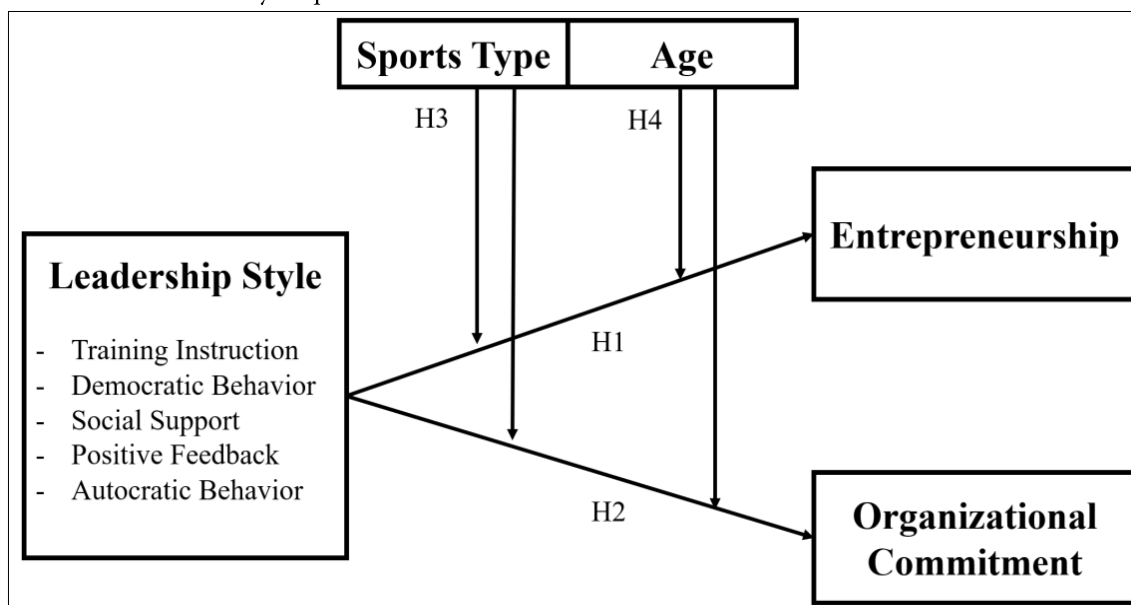 Sports Type
Age
H3
H4
Entrepreneurship
Leadership Style
- Training Instruction
- Democratic Behavior
- Social Support
- Positive Feedback
- Autocratic Behavior
H1
H2
Organizational
Commitment